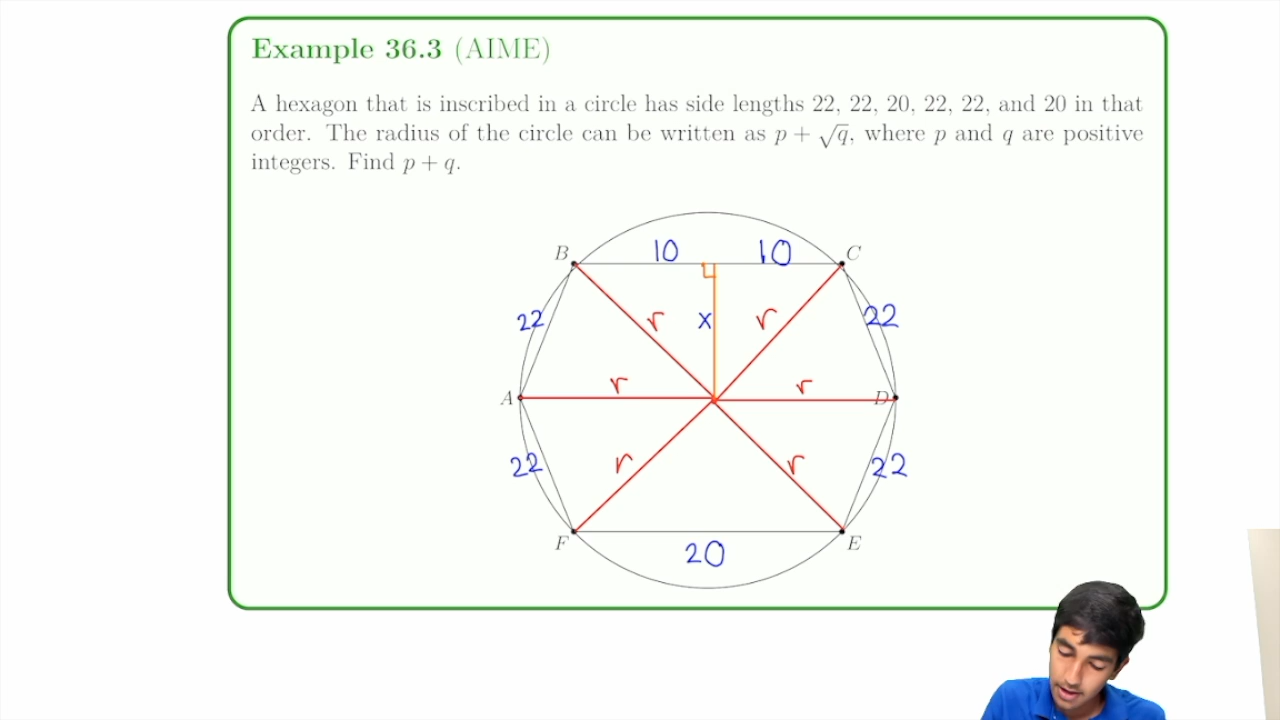 Example 36.3 (AIME)
A hexagon that is inscribed in a circle has side lengths 22, 22, 20, 22, 22, and 20 in that
order. The radius of the circle can be written as p + √q, where p and q are positive
integers. Find p + q.
B 10 10 C
22 r x r 22
A r r D
22 r r 22
F 20 E